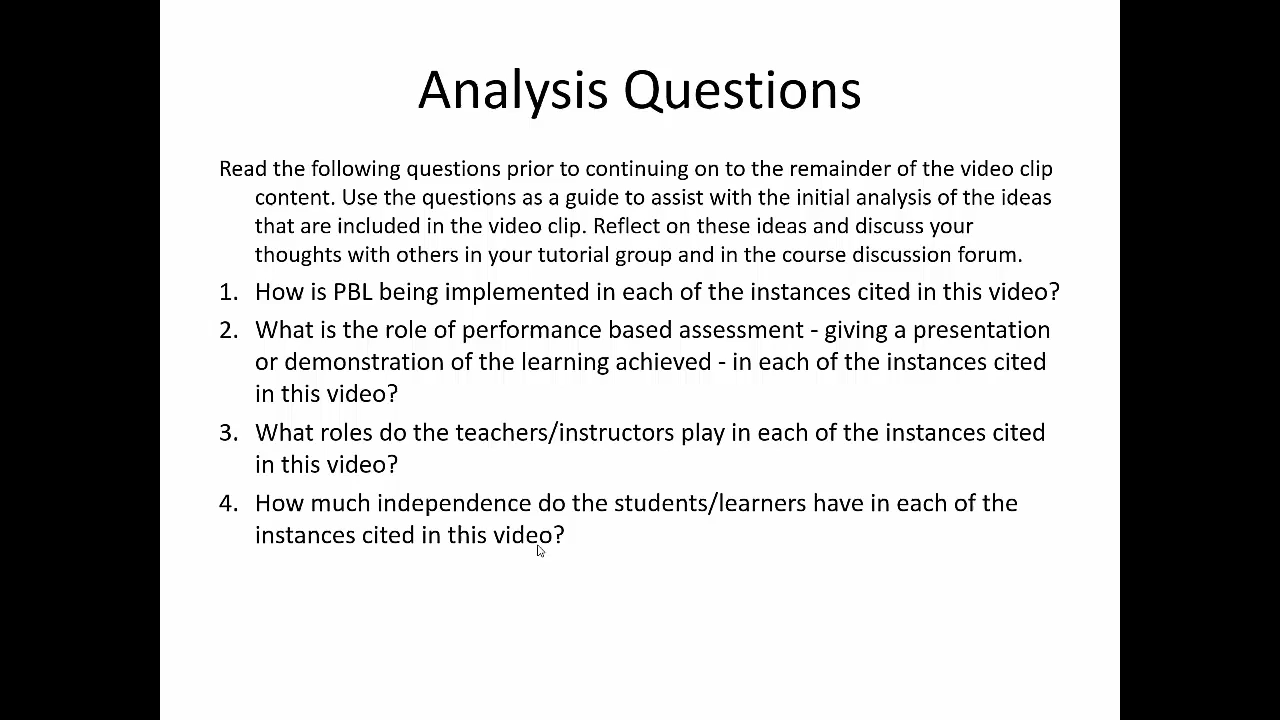 Analysis Questions
Read the following questions prior to continuing on to the remainder of the video clip
content. Use the questions as a guide to assist with the initial analysis of the ideas
that are included in the video clip. Reflect on these ideas and discuss your
thoughts with others in your tutorial group and in the course discussion forum.
1. How is PBL being implemented in each of the instances cited in this video?
2. What is the role of performance based assessment - giving a presentation
or demonstration of the learning achieved - in each of the instances cited
in this video?
3. What roles do the teachers/instructors play in each of the instances cited
in this video?
4. How much independence do the students/learners have in each of the
instances cited in this video?